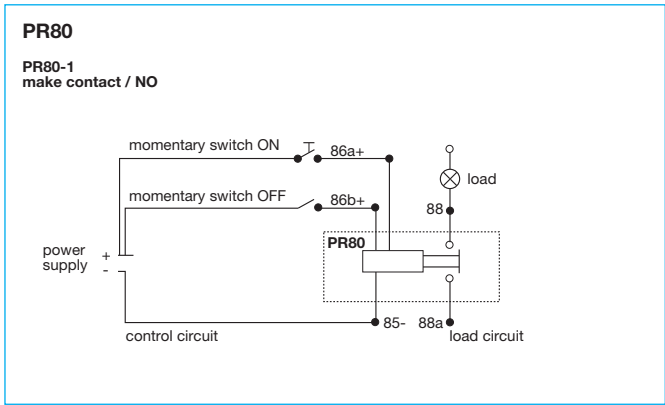 PR80
PR80-1
make contact / NO
momentary switch ON
86a+
load
momentary switch OFF
86b+
88
PR80
power
supply
+
-
85-
88a
control circuit
load circuit